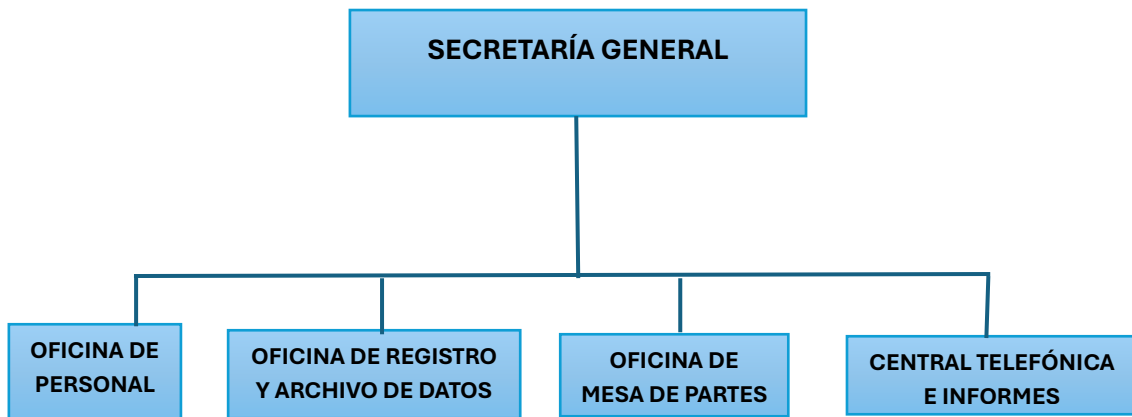 SECRETARÍA GENERAL
OFICINA DE
PERSONAL
OFICINA DE REGISTRO
Y ARCHIVO DE DATOS
OFICINA DE
MESA DE PARTES
CENTRAL TELEFÓNICA
E INFORMES